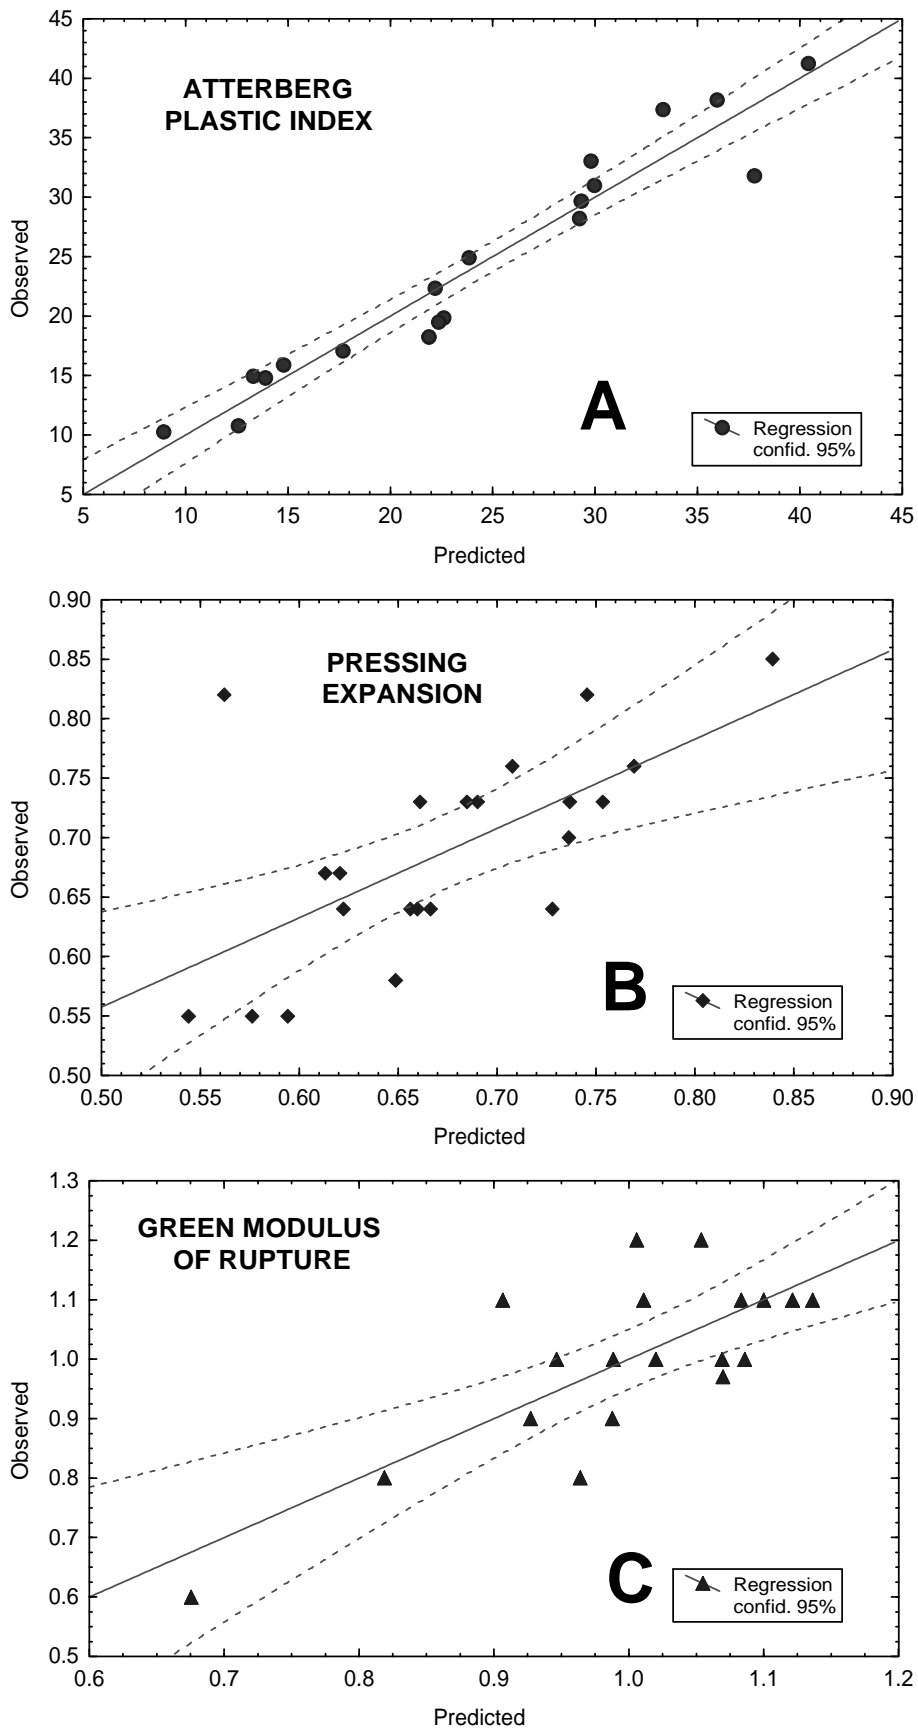 45
40
35
30
25
20
15
10
5
Observed
ATTERBERG
PLASTIC INDEX
A
Regression
confid. 95%
5 10 15 20 25 30 35 40 45
Predicted
0.90
0.85
0.80
0.75
0.70
0.65
0.60
0.55
0.50
Observed
PRESSING
EXPANSION
B
Regression
confid. 95%
0.50 0.55 0.60 0.65 0.70 0.75 0.80 0.85 0.90
Predicted
1.3
1.2
1.1
1.0
0.9
0.8
0.7
0.6
0.5
Observed
GREEN MODULUS
OF RUPTURE
C
Regression
confid. 95%
0.6 0.7 0.8 0.9 1.0 1.1 1.2
Predicted